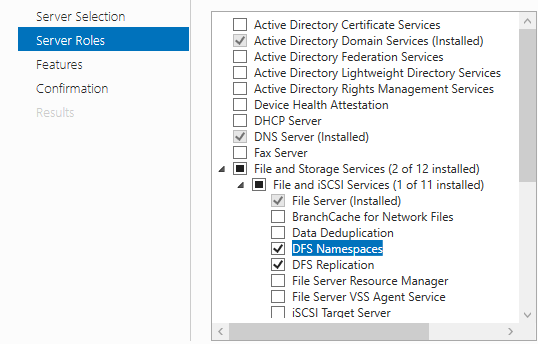 Server Selection
Server Roles
Features
Confirmation
Results
Active Directory Certificate Services
Active Directory Domain Services (Installed)
Active Directory Federation Services
Active Directory Lightweight Directory Services
Active Directory Rights Management Services
Device Health Attestation
DHCP Server
DNS Server (Installed)
Fax Server
File and Storage Services (2 of 12 installed)
File and iSCSI Services (1 of 11 installed)
File Server (Installed)
BranchCache for Network Files
Data Deduplication
DFS Namespaces
DFS Replication
File Server Resource Manager
File Server VSS Agent Service
iSCSI Target Server